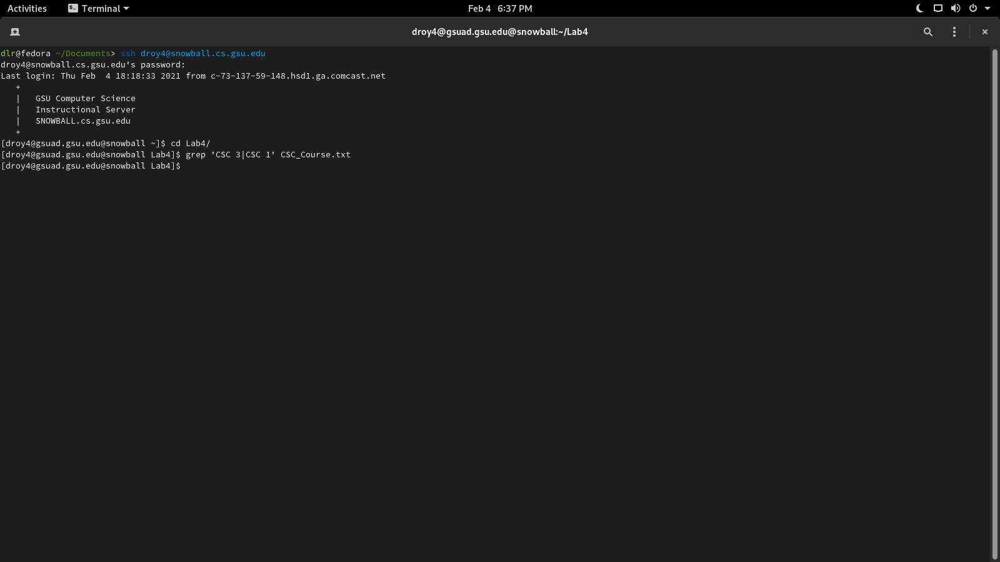 Activities Terminal Feb 4 6:37 PM
droy4@gsuad.gsu.edu@snowball:~/Lab4
dlr@fedora ~/Documents> ssh droy4@snowball.cs.gsu.edu
droy4@snowball.cs.gsu.edu's password:
Last login: Thu Feb  4 18:18:33 2021 from c-73-137-59-148.hsd1.ga.comcast.net
   +
   |   GSU Computer Science
   |   Instructional Server
   |   SNOWBALL.cs.gsu.edu
   +
[droy4@gsuad.gsu.edu@snowball ~]$ cd Lab4/
[droy4@gsuad.gsu.edu@snowball Lab4]$ grep 'CSC 3|CSC 1' CSC_Course.txt
[droy4@gsuad.gsu.edu@snowball Lab4]$